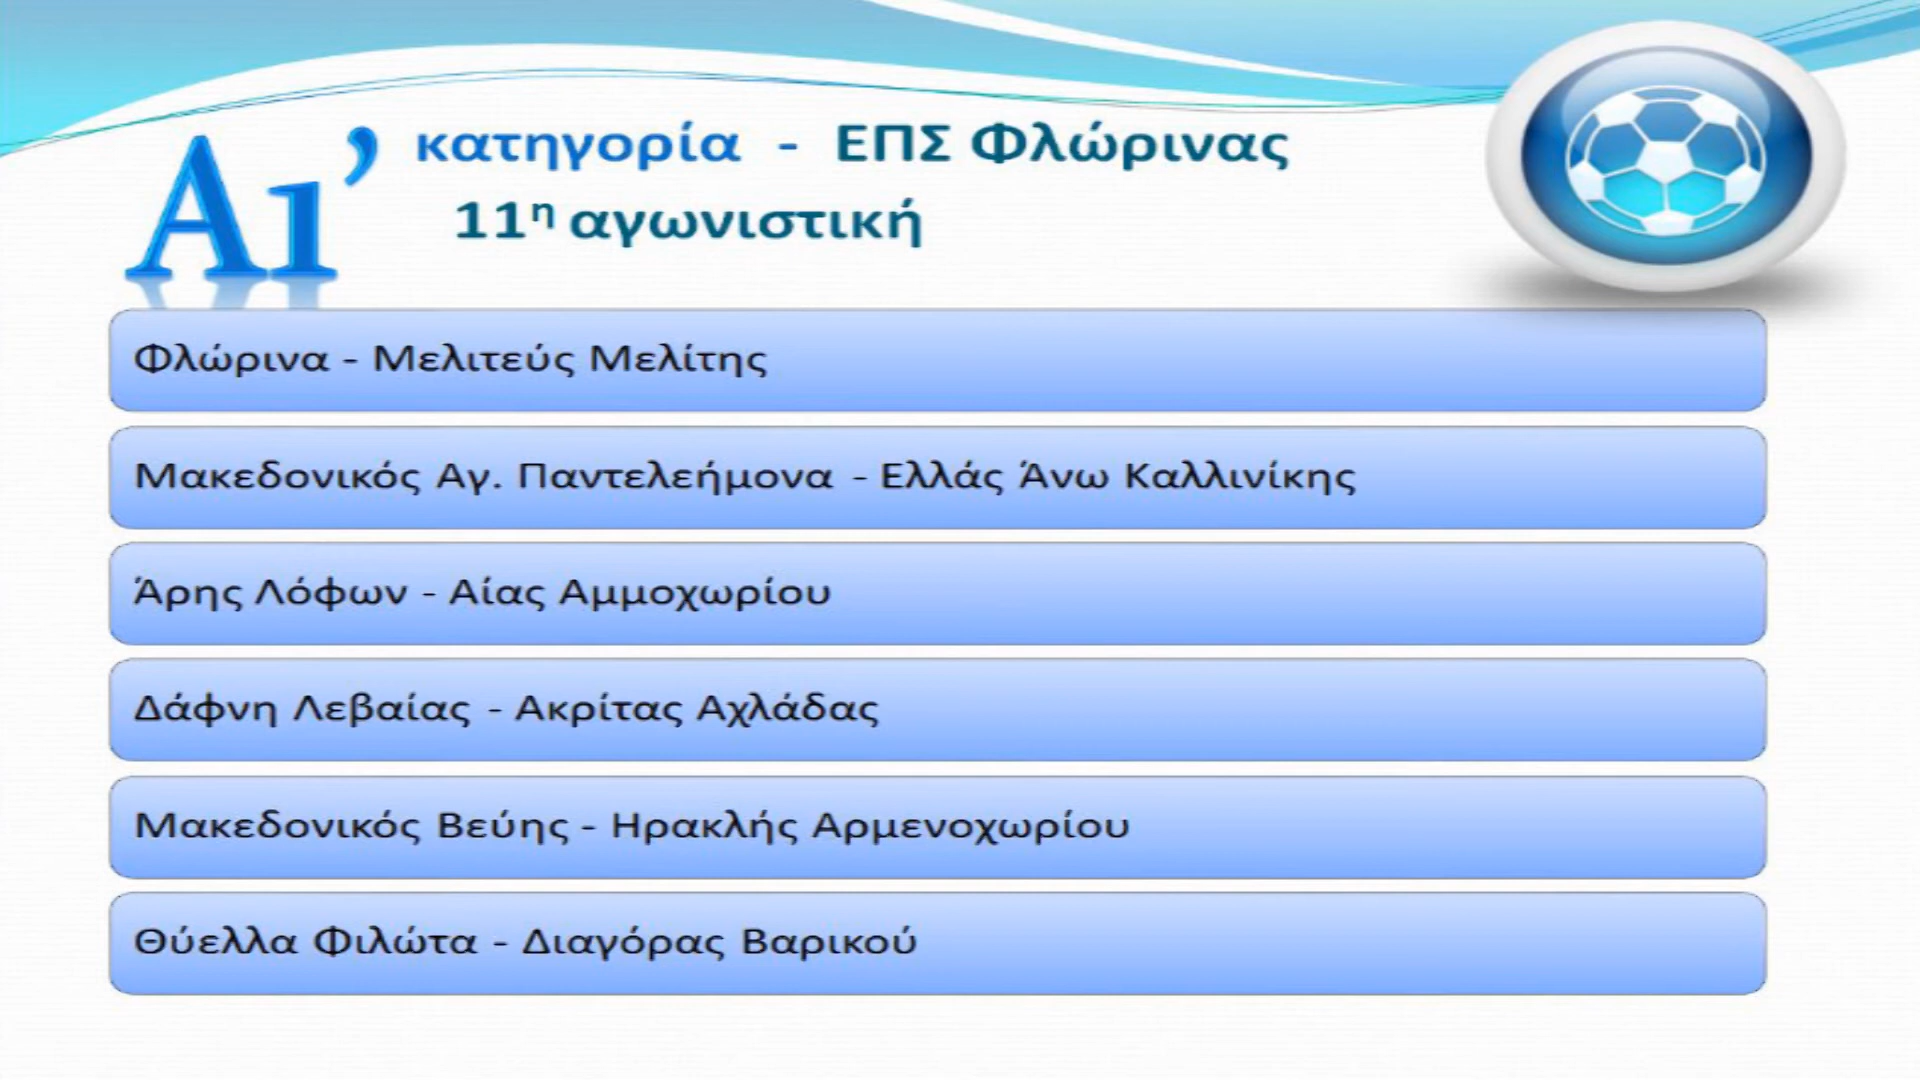 Α1’ κατηγορία - ΕΠΣ Φλώρινας
11η αγωνιστική
Φλώρινα - Μελιτεύς Μελίτης
Μακεδονικός Αγ. Παντελεήμονα - Ελλάς Άνω Καλλινίκης
Άρης Λόφων - Αίας Αμμοχωρίου
Δάφνη Λεβαίας - Ακρίτας Αχλάδας
Μακεδονικός Βεύης - Ηρακλής Αρμενοχωρίου
Θύελλα Φιλώτα - Διαγόρας Βαρικού